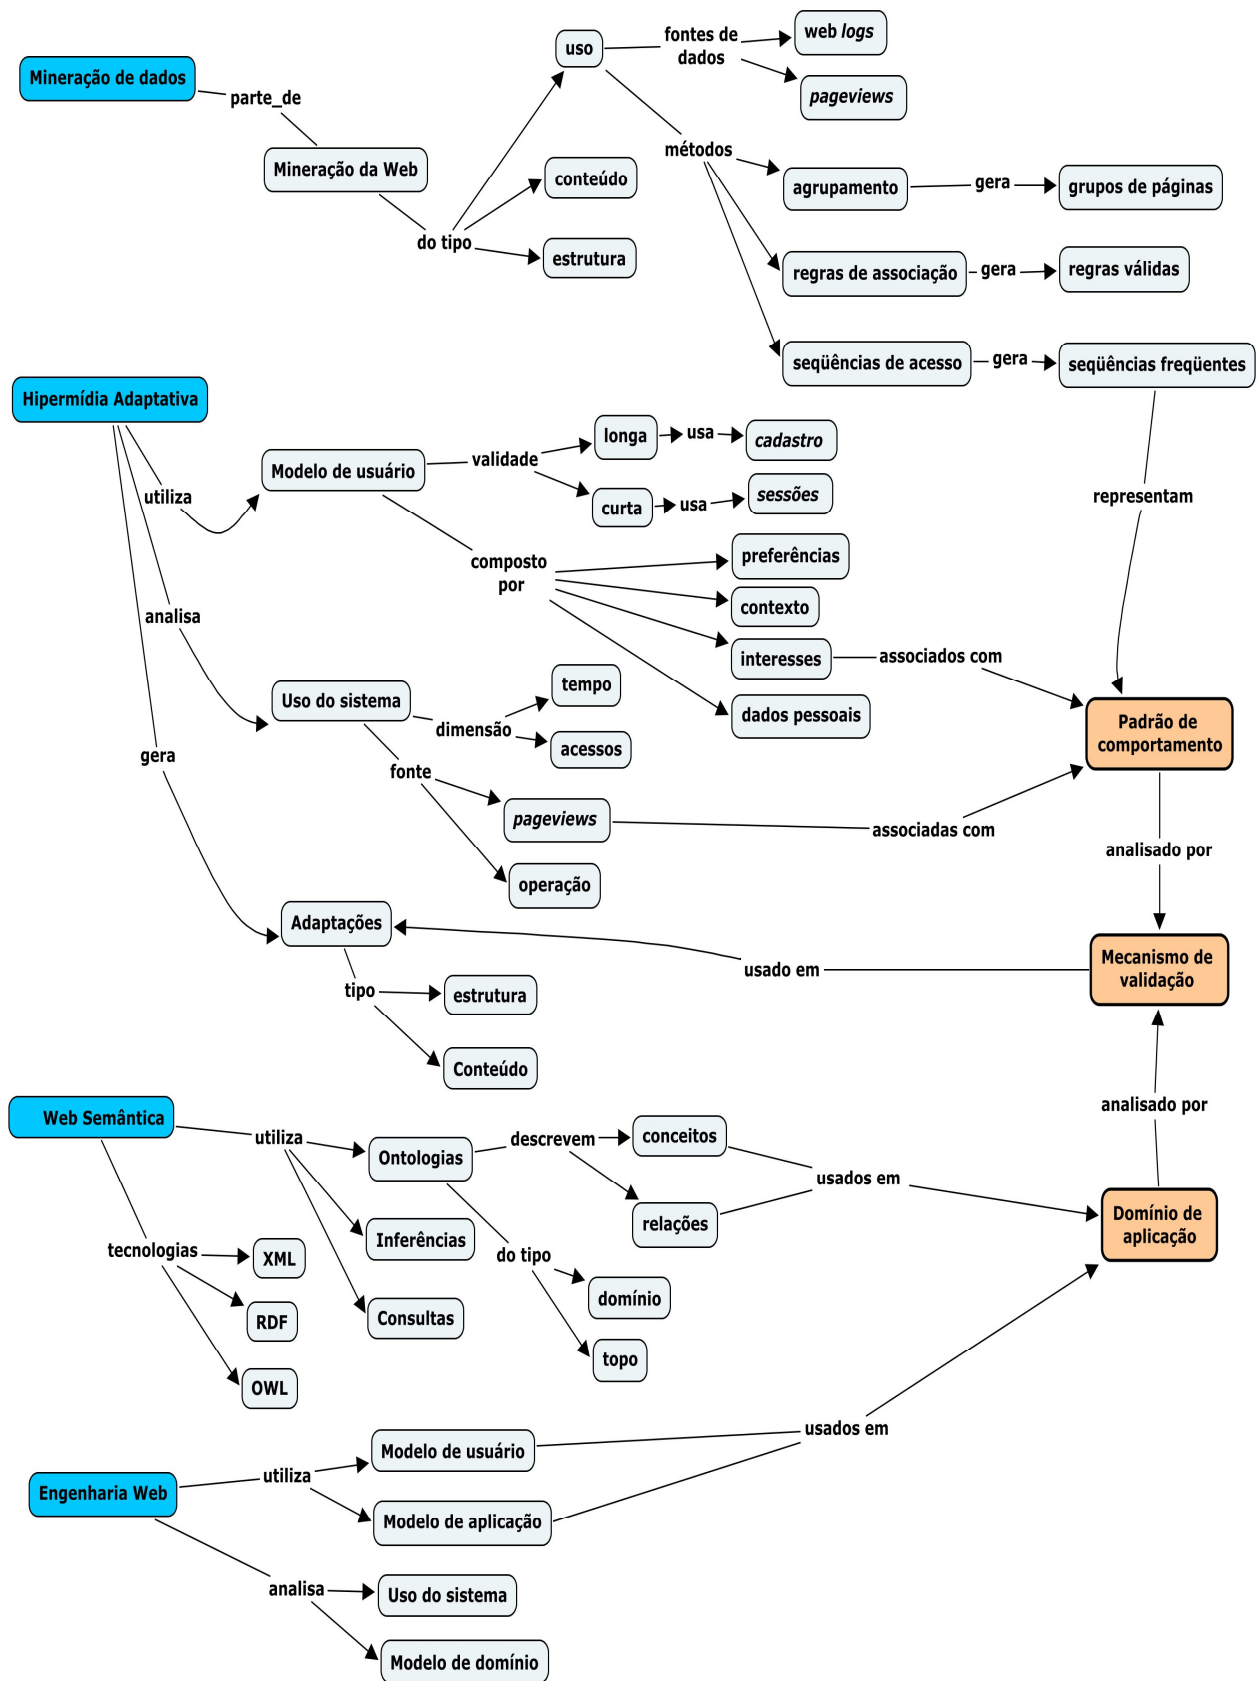 Mineração de dados
parte_de
Mineração da Web
do tipo
uso
conteúdo
estrutura
fontes de
dados
web logs
pageviews
métodos
agrupamento
gera
grupos de páginas
regras de associação
gera
regras válidas
seqüências de acesso
gera
seqüências freqüentes
representam
Hipermídia Adaptativa
utiliza
analisa
gera
Modelo de usuário
validade
longa
usa
cadastro
curta
usa
sessões
composto
por
preferências
contexto
interesses
dados pessoais
associados com
Padrão de
comportamento
Uso do sistema
dimensão
tempo
acessos
fonte
pageviews
operação
associadas com
analisado por
Adaptações
tipo
estrutura
Conteúdo
usado em
Mecanismo de
validação
analisado por
Web Semântica
utiliza
Ontologias
Inferências
Consultas
descrevem
conceitos
relações
usados em
Domínio de
aplicação
do tipo
domínio
topo
tecnologias
XML
RDF
OWL
Engenharia Web
utiliza
Modelo de usuário
Modelo de aplicação
usados em
analisa
Uso do sistema
Modelo de domínio